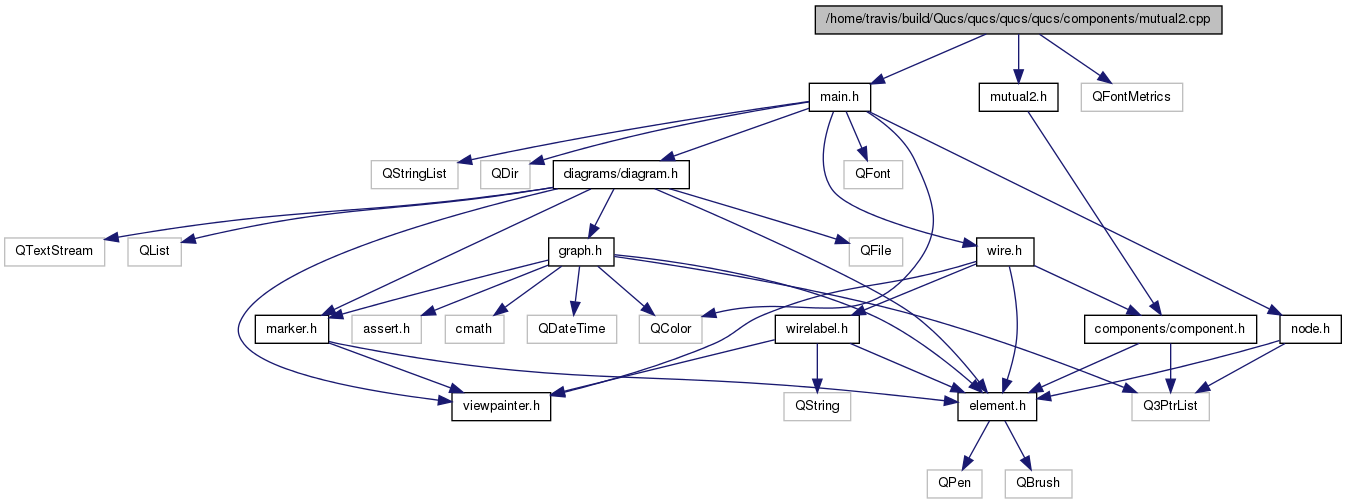 /home/travis/build/Qucs/qucs/qucs/qucs/components/mutual2.cpp
main.h
mutual2.h
QFontMetrics
QStringList
QDir
diagrams/diagram.h
QFont
QTextStream
QList
graph.h
QFile
wire.h
marker.h
assert.h
cmath
QDateTime
QColor
wirelabel.h
components/component.h
node.h
viewpainter.h
QString
element.h
Q3PtrList
QPen
QBrush